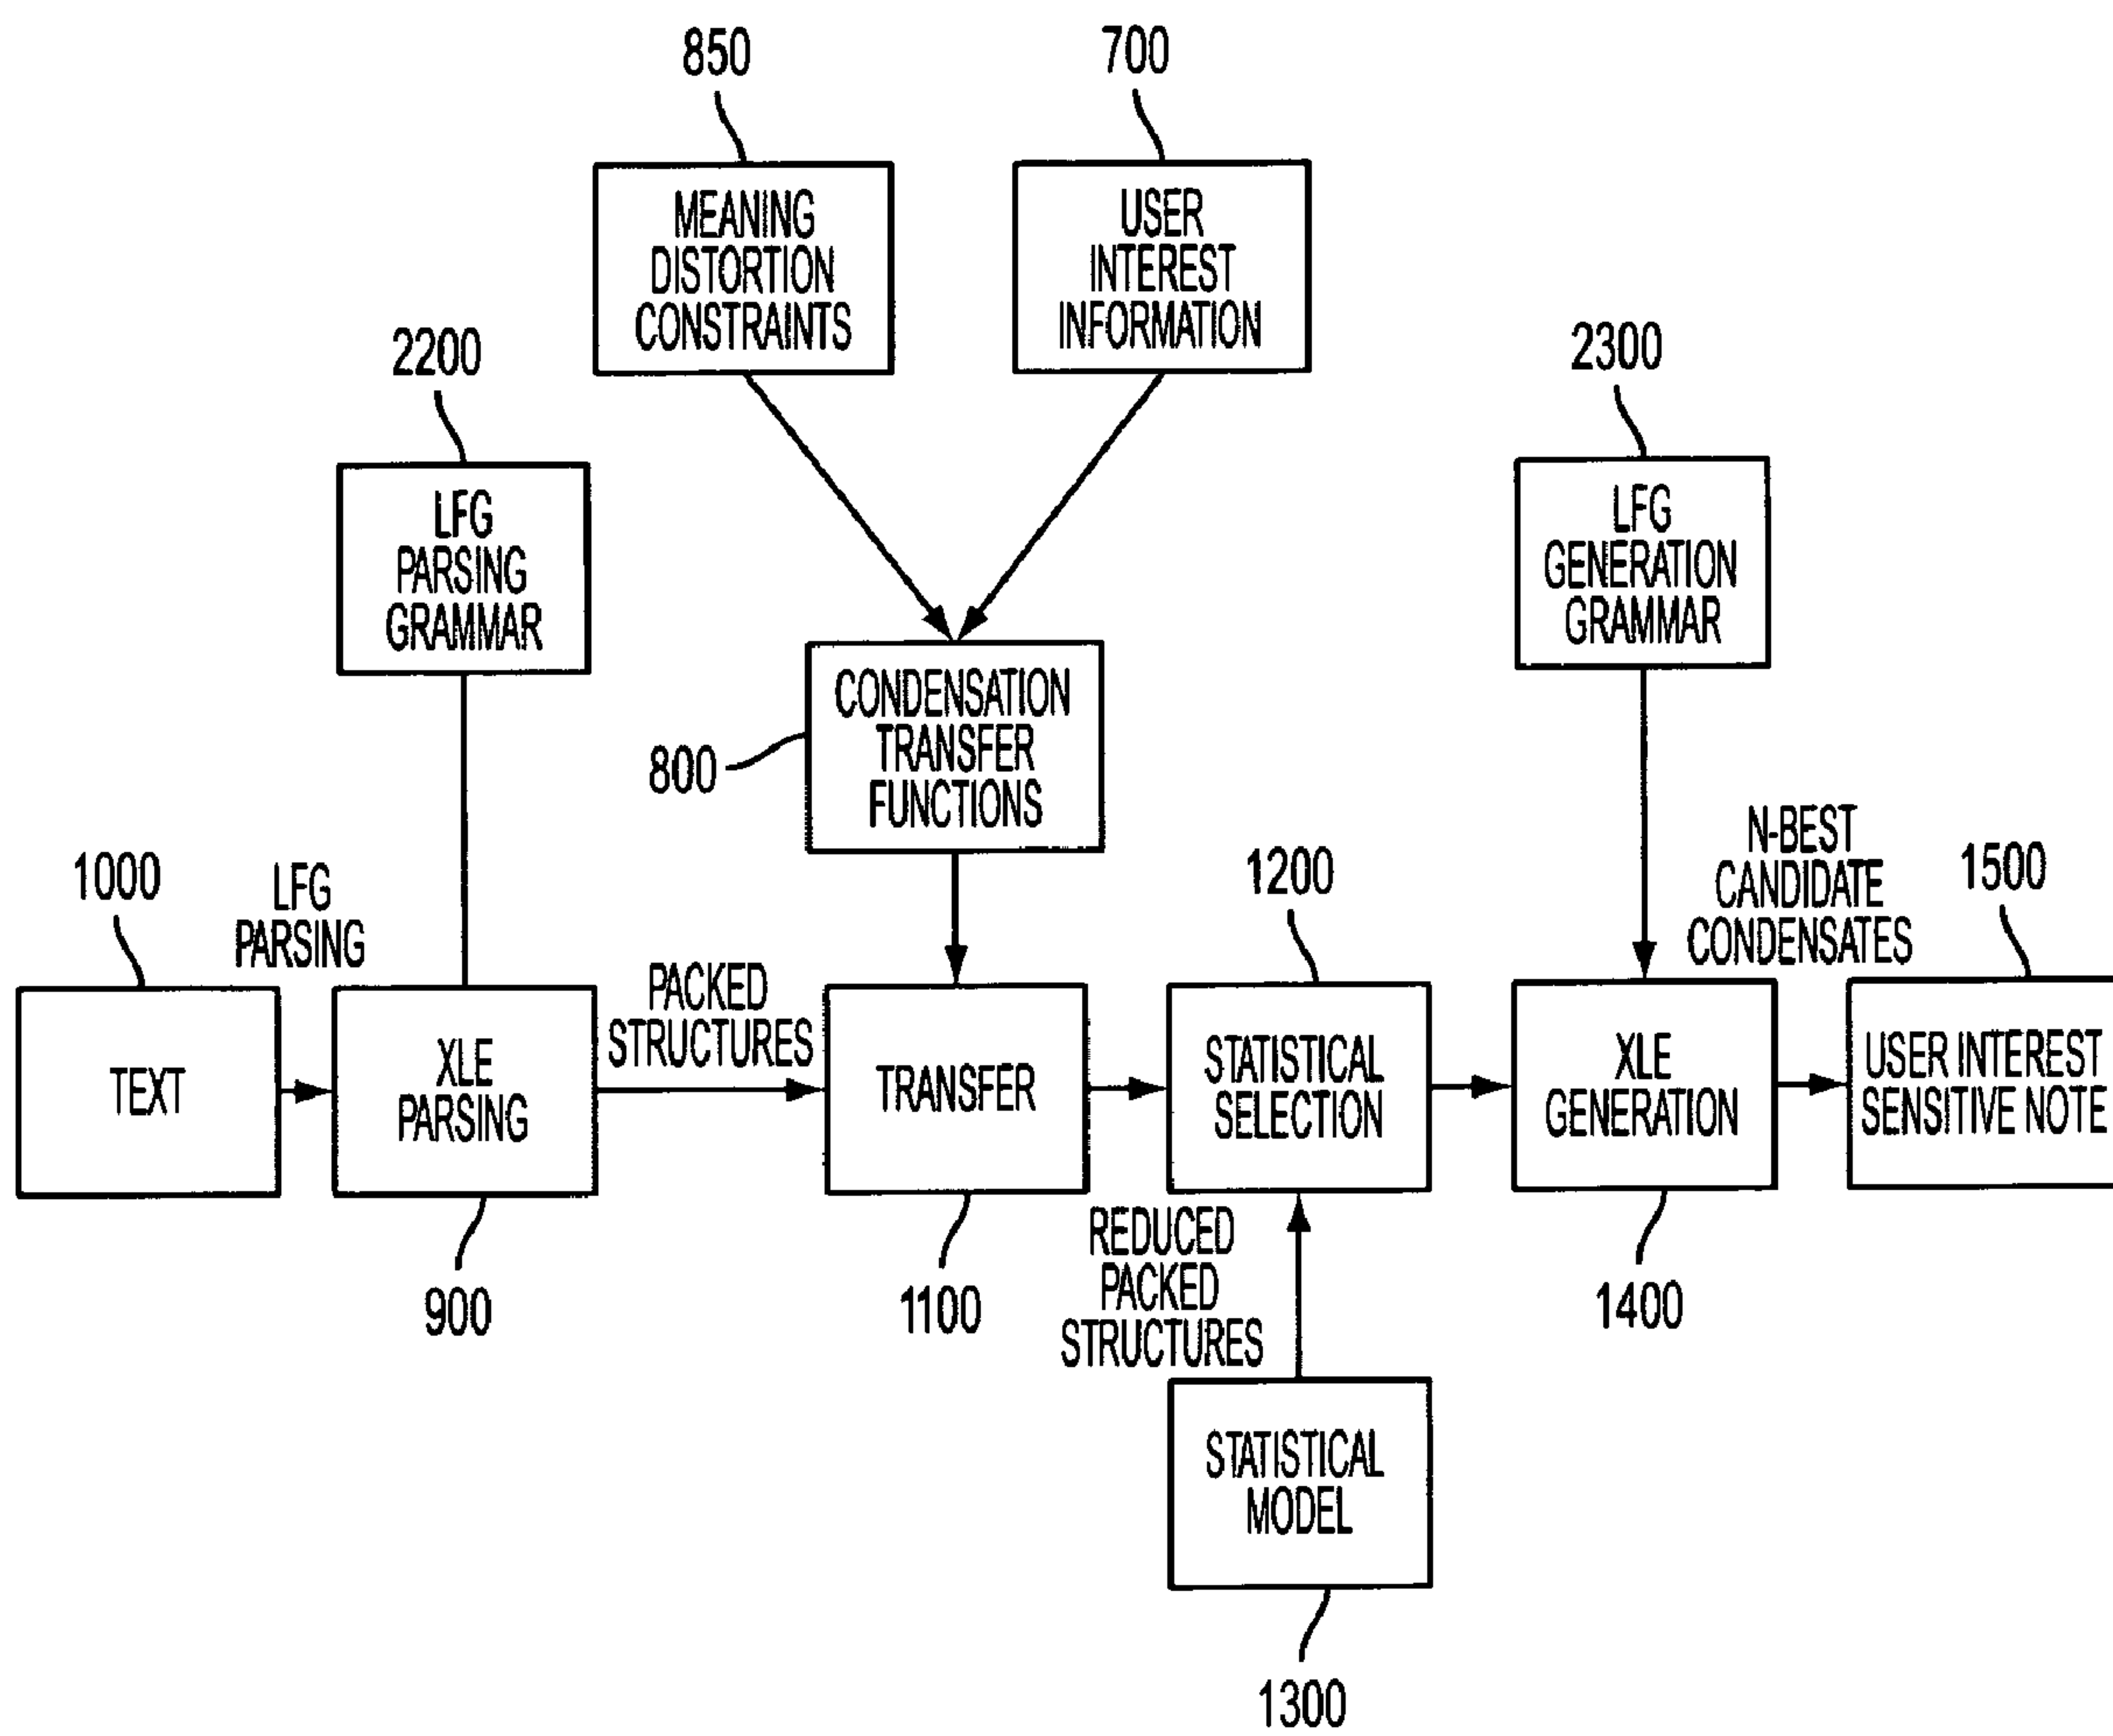 850
700
MEANING
DISTORTION
CONSTRAINTS
USER
INTEREST
INFORMATION
2200
2300
LFG
PARSING
GRAMMAR
LFG
GENERATION
GRAMMAR
CONDENSATION
TRANSFER
FUNCTIONS
800
1000
LFG
PARSING
1200
N-BEST
CANDIDATE
CONDENSATES
1500
TEXT
XLE
PARSING
PACKED
STRUCTURES
TRANSFER
STATISTICAL
SELECTION
XLE
GENERATION
USER INTEREST
SENSITIVE NOTE
900
1100
REDUCED
PACKED
STRUCTURES
1400
STATISTICAL
MODEL
1300